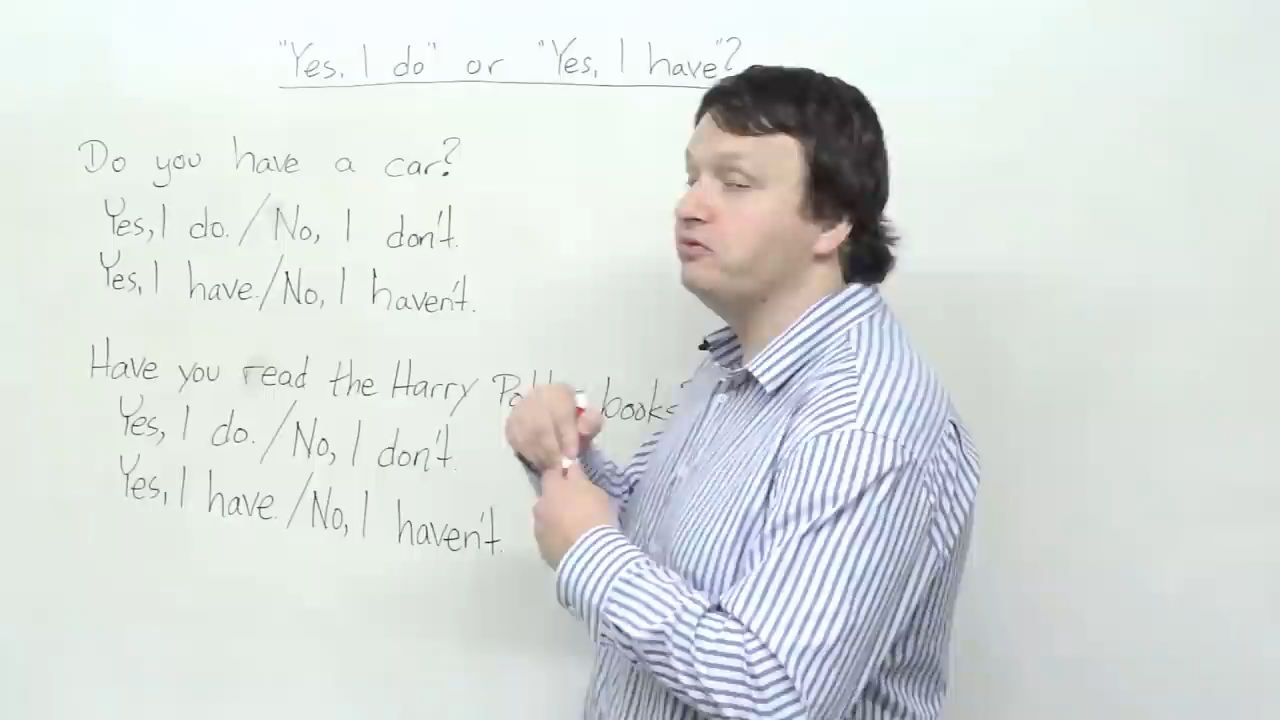 "Yes, I do" or "Yes, I have"?
Do you have a car?
Yes, I do. / No, I don't.
Yes, I have. / No, I haven't.
Have you read the Harry books?
Yes, I do. / No, I don't.
Yes, I have. / No, I haven't.